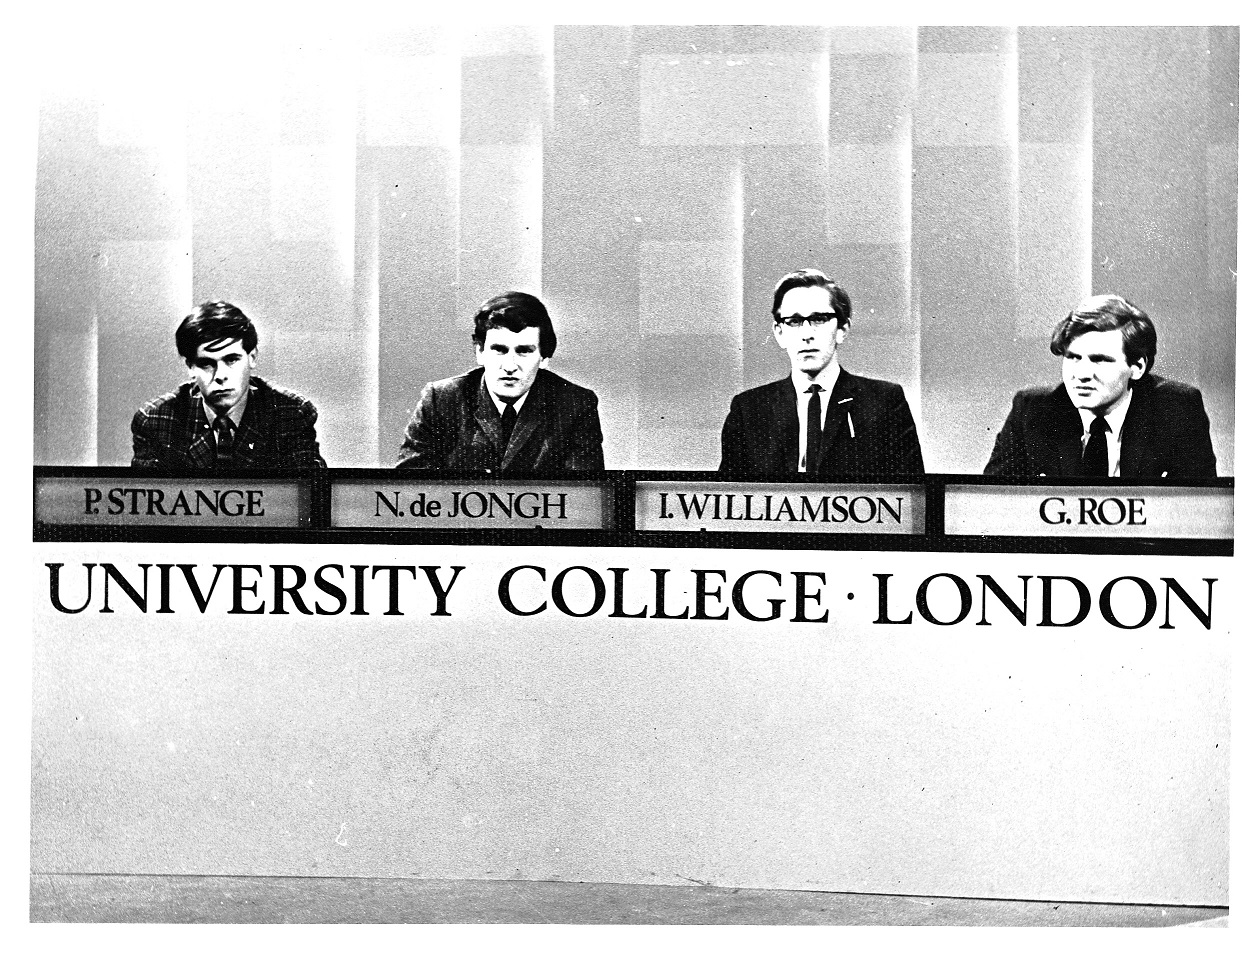 P. STRANGE N. de JONGH I. WILLIAMSON G. ROE
UNIVERSITY COLLEGE · LONDON